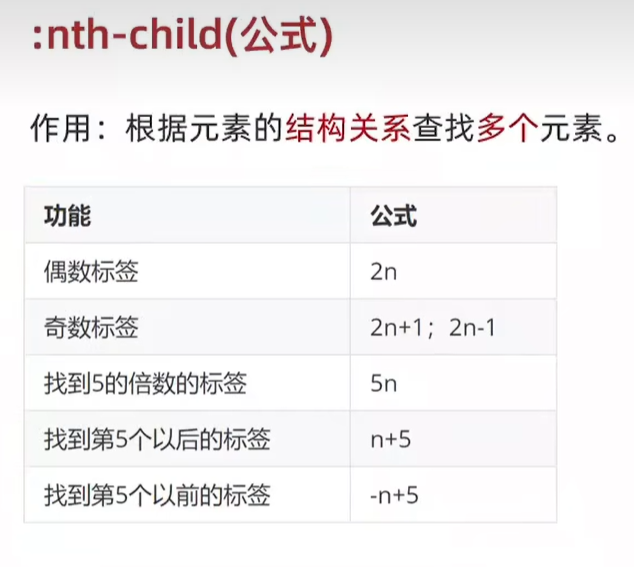 :nth-child(公式)
作用：根据元素的结构关系查找多个元素。
功能 公式
偶数标签 2n
奇数标签 2n+1；2n-1
找到5的倍数的标签 5n
找到第5个以后的标签 n+5
找到第5个以前的标签 -n+5